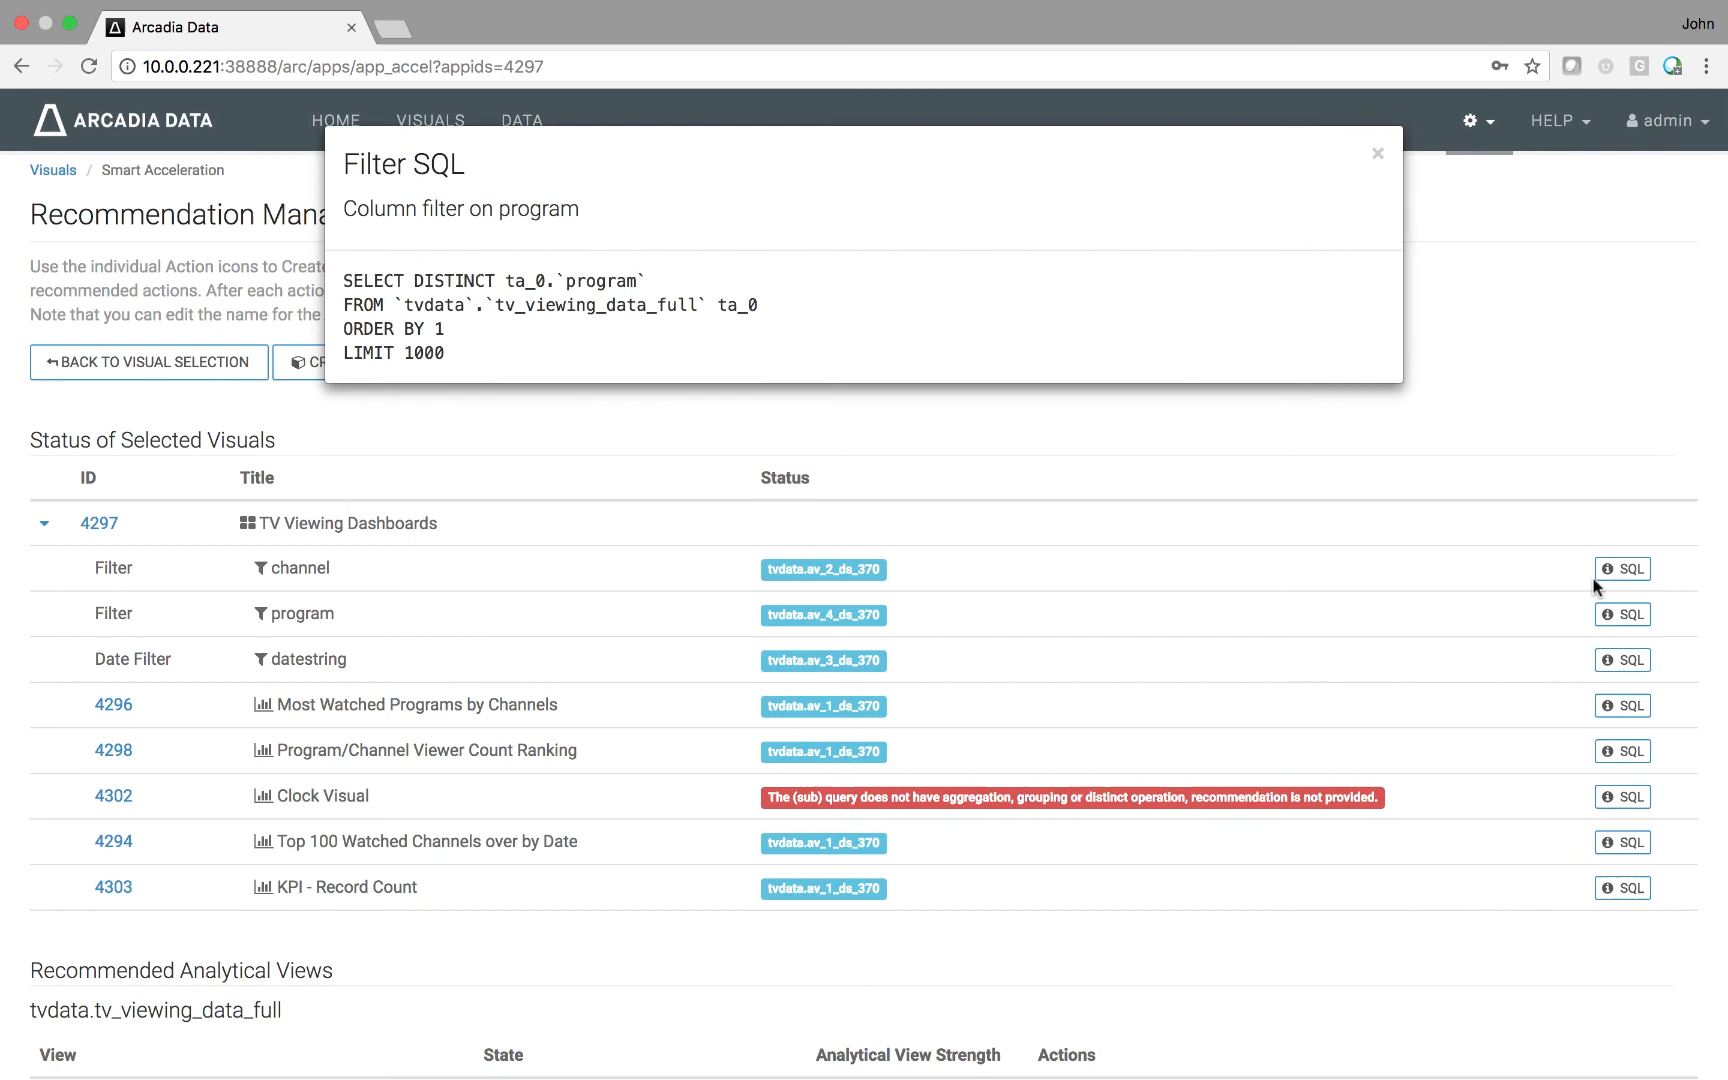 Arcadia Data
John
10.0.0.221:38888/arc/apps/app_accel?appids=4297
ARCADIA DATA
HOME
VISUALS
DATA
HELP
admin
Visuals / Smart Acceleration
Recommendation Mana
Use the individual Action icons to Create
recommended actions. After each actio
Note that you can edit the name for the
BACK TO VISUAL SELECTION
CR
Filter SQL
×
Column filter on program
SELECT DISTINCT ta_0.`program`
FROM `tvdata`.`tv_viewing_data_full` ta_0
ORDER BY 1
LIMIT 1000
Status of Selected Visuals
ID Title Status
4297 TV Viewing Dashboards
Filter channel tvdata.av_2_ds_370 SQL
Filter program tvdata.av_4_ds_370 SQL
Date Filter datestring tvdata.av_3_ds_370 SQL
4296 Most Watched Programs by Channels tvdata.av_1_ds_370 SQL
4298 Program/Channel Viewer Count Ranking tvdata.av_1_ds_370 SQL
4302 Clock Visual The (sub) query does not have aggregation, grouping or distinct operation, recommendation is not provided. SQL
4294 Top 100 Watched Channels over by Date tvdata.av_1_ds_370 SQL
4303 KPI - Record Count tvdata.av_1_ds_370 SQL
Recommended Analytical Views
tvdata.tv_viewing_data_full
View State Analytical View Strength Actions